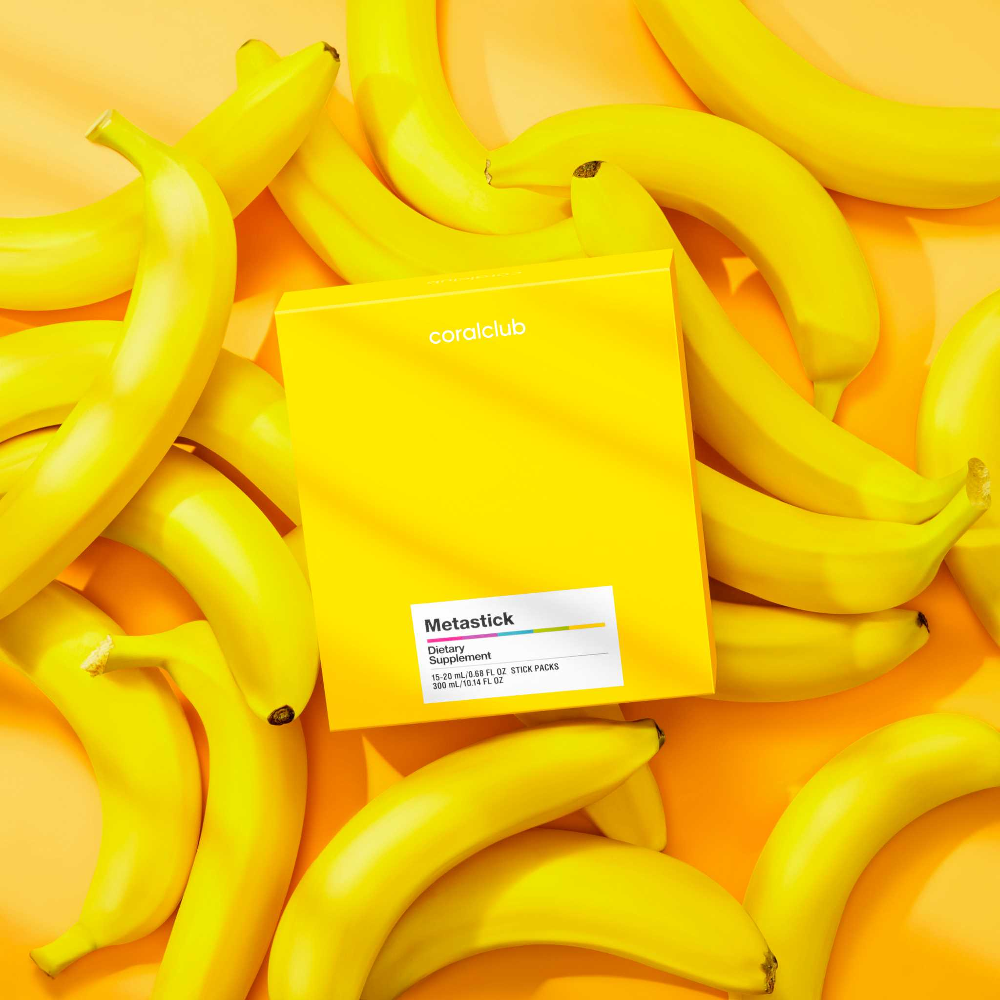 coralclub
coralclub
Metastick
Dietary
Supplement
15-20 mL/0.68 FL OZ STICK PACKS
300 mL/10.14 FL OZ